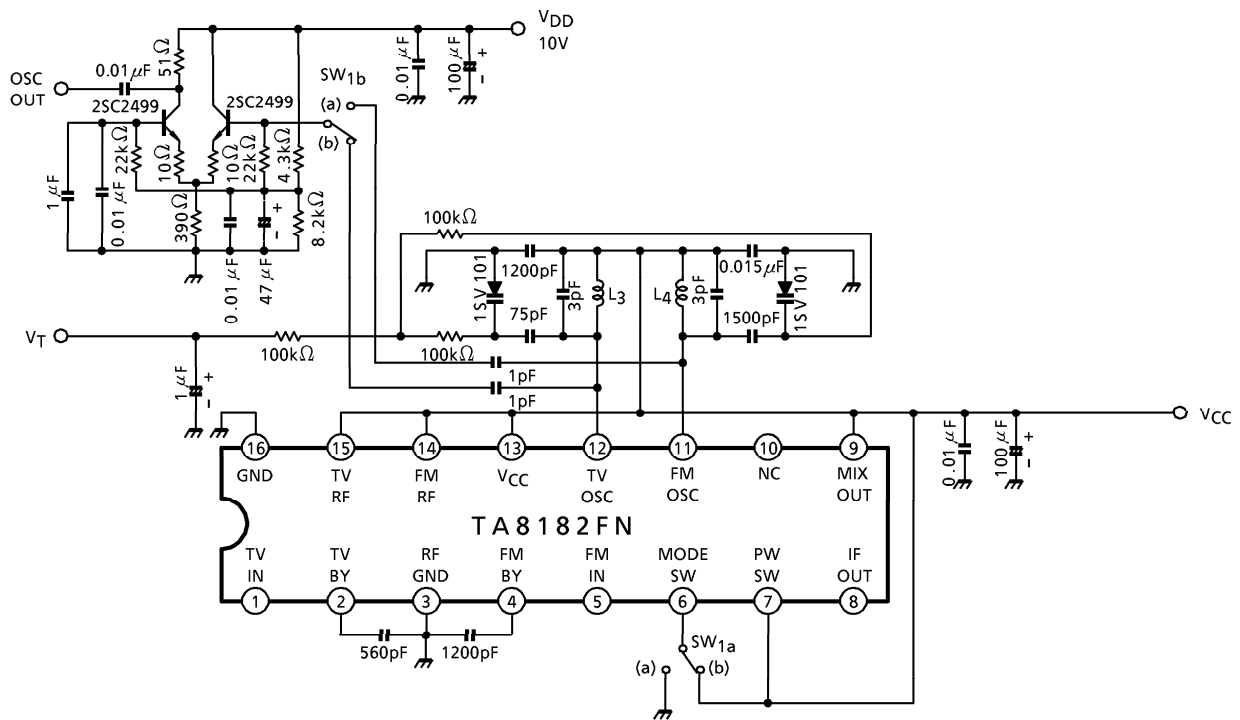 VDD
10V
OSC
OUT
0.01μF
51Ω
0.01μF
100μF
+
-
SW1b
(a)
(b)
2SC2499
2SC2499
22kΩ
10Ω
10Ω
22kΩ
4.3kΩ
1μF
0.01μF
390Ω
0.01μF
47μF
+
-
8.2kΩ
100kΩ
1SV101
1200pF
3pF
L3
L4
3pF
0.015μF
1SV101
75pF
1500pF
VT
100kΩ
100kΩ
1pF
1pF
1μF
+
-
VCC
0.01μF
100μF
+
-
16 15 14 13 12 11 10 9
GND TV RF FM RF VCC TV OSC FM OSC NC MIX OUT
TA8182FN
TV IN TV BY RF GND FM BY FM IN MODE SW PW SW IF OUT
1 2 3 4 5 6 7 8
560pF
1200pF
SW1a
(a)
(b)